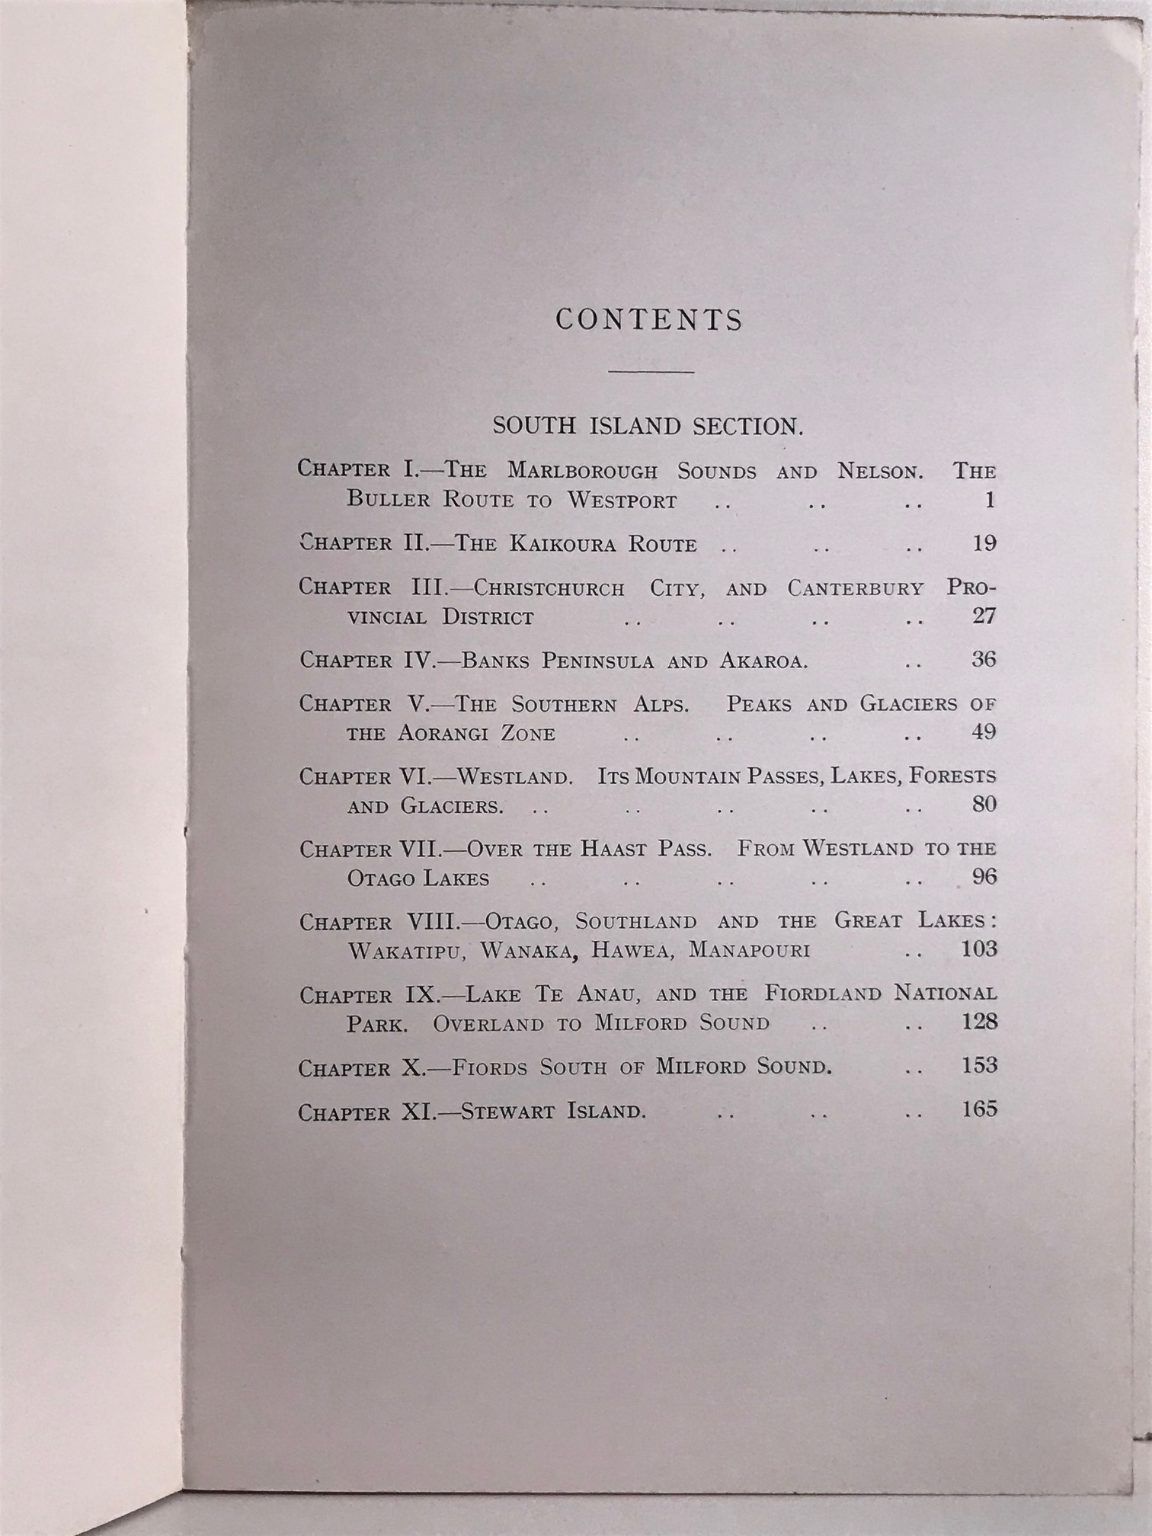 CONTENTS
SOUTH ISLAND SECTION.
CHAPTER I.—THE MARLBOROUGH SOUNDS AND NELSON. THE
BULLER ROUTE TO WESTPORT .. .. .. 1
CHAPTER II.—THE KAIKOURA ROUTE .. .. .. 19
CHAPTER III.—CHRISTCHURCH CITY, AND CANTERBURY PRO-
VINCIAL DISTRICT .. .. .. .. 27
CHAPTER IV.—BANKS PENINSULA AND AKAROA. .. 36
CHAPTER V.—THE SOUTHERN ALPS. PEAKS AND GLACIERS OF
THE AORANGI ZONE .. .. .. .. 49
CHAPTER VI.—WESTLAND. ITS MOUNTAIN PASSES, LAKES, FORESTS
AND GLACIERS. .. .. .. .. .. 80
CHAPTER VII.—OVER THE HAAST PASS. FROM WESTLAND TO THE
OTAGO LAKES .. .. .. .. .. 96
CHAPTER VIII.—OTAGO, SOUTHLAND AND THE GREAT LAKES:
WAKATIPU, WANAKA, HAWEA, MANAPOURI .. 103
CHAPTER IX.—LAKE TE ANAU, AND THE FIORDLAND NATIONAL
PARK. OVERLAND TO MILFORD SOUND .. .. 128
CHAPTER X.—FIORDS SOUTH OF MILFORD SOUND. .. 153
CHAPTER XI.—STEWART ISLAND. .. .. .. 165